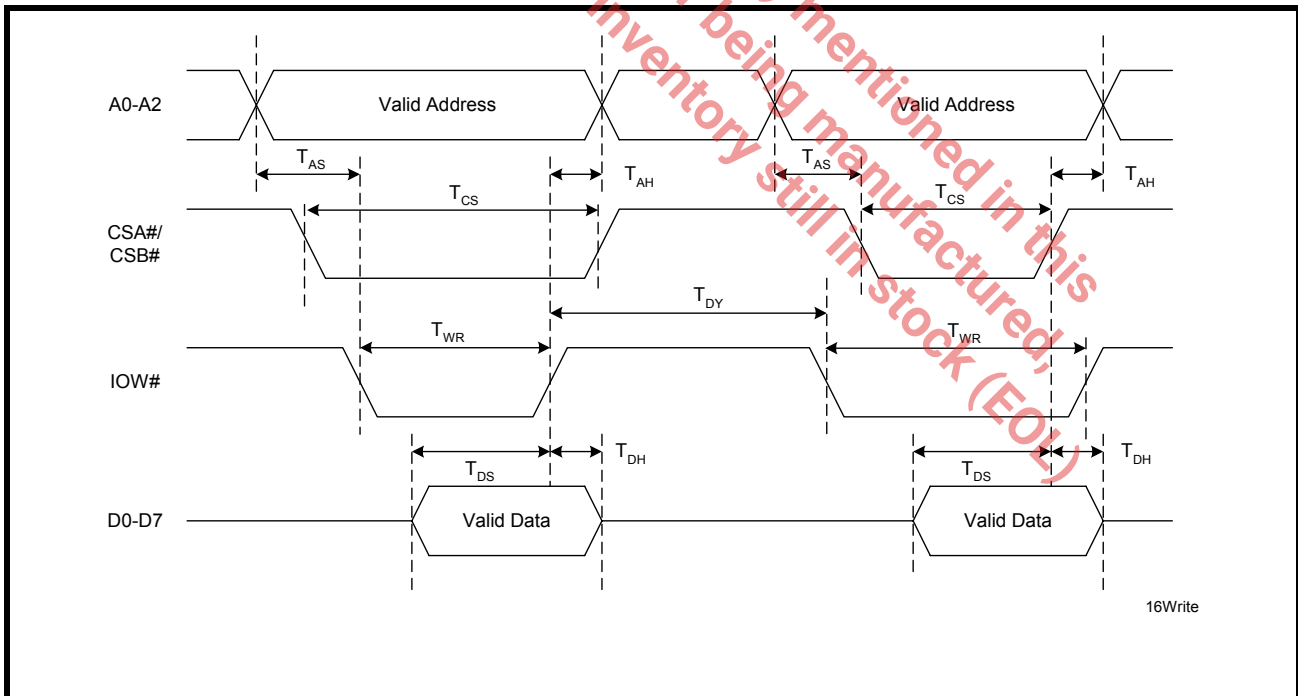 mentioned in this
being manufactured,
inventory still in stock (EOL)
A0-A2
Valid Address
Valid Address
TAS
TAH
TAS
TAH
TCS
TCS
CSA#/
CSB#
TDY
TWR
TWR
IOW#
TDS
TDH
TDS
TDH
D0-D7
Valid Data
Valid Data
16Write